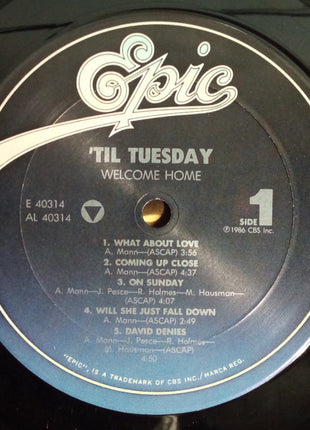 Epic
'TIL TUESDAY
WELCOME HOME
E 40314
AL 40314
SIDE 1
℗1986 CBS Inc.
1. WHAT ABOUT LOVE
A. Mann—(ASCAP) 3:56
2. COMING UP CLOSE
A. Mann—(ASCAP) 4:37
3. ON SUNDAY
A. Mann—J. Pesce—R. Holmes—M. Hausman—
(ASCAP) 4:07
4. WILL SHE JUST FALL DOWN
A. Mann—(ASCAP) 2:49
5. DAVID DENIES
A. Mann—J. Pesce—R. Holmes—
M. Hausman—(ASCAP)
4:50
"EPIC", IS A TRADEMARK OF CBS INC./MARCA REG.